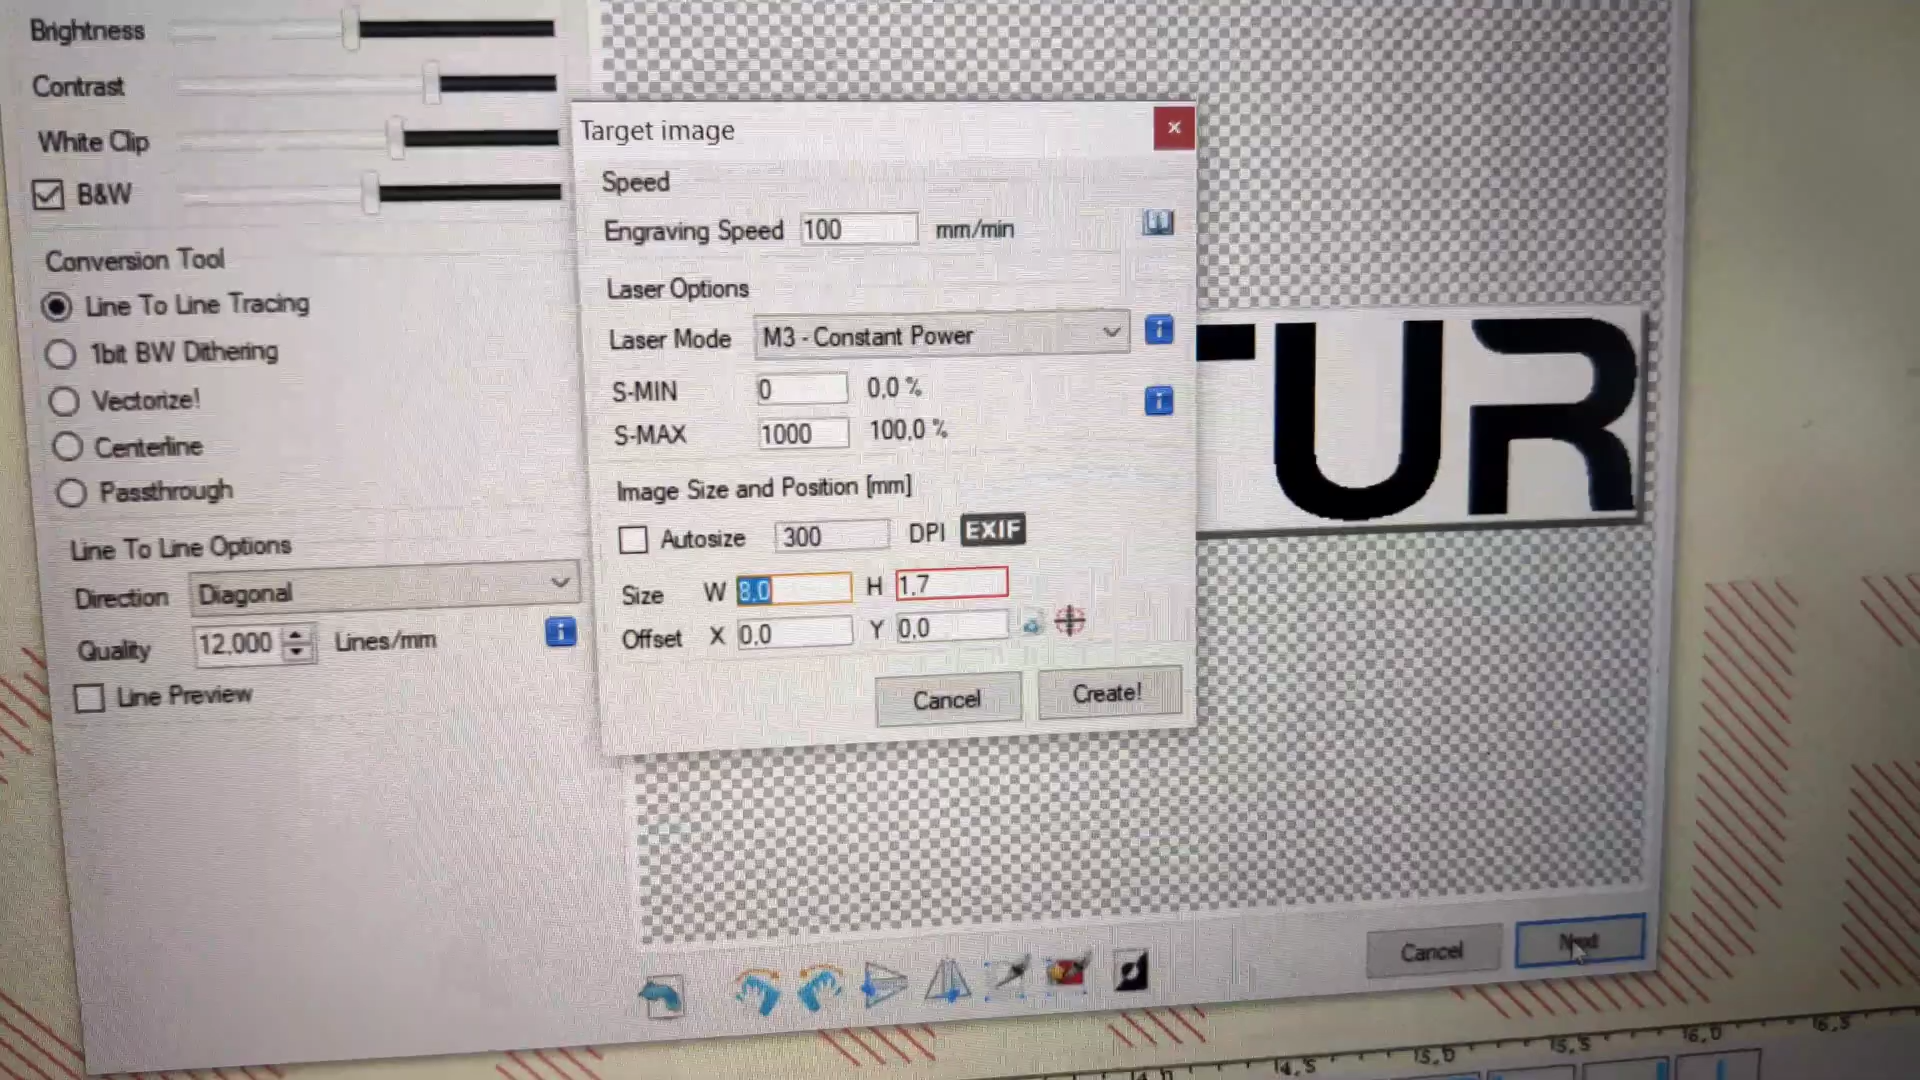 Brightness
Contrast
White Clip
B&W
Conversion Tool
Line To Line Tracing
1bit BW Dithering
Vectorize!
Centerline
Passthrough
Line To Line Options
Direction Diagonal
Quality 12,000 Lines/mm
Line Preview
Target image
Speed
Engraving Speed 100 mm/min
Laser Options
Laser Mode M3 - Constant Power
S-MIN 0 0,0 %
S-MAX 1000 100,0 %
Image Size and Position [mm]
Autosize 300 DPI EXIF
Size W 8,0 H 1,7
Offset X 0,0 Y 0,0
Cancel Create!
UR
Cancel Next
14,5 15,0 15,5 16,0 16,5